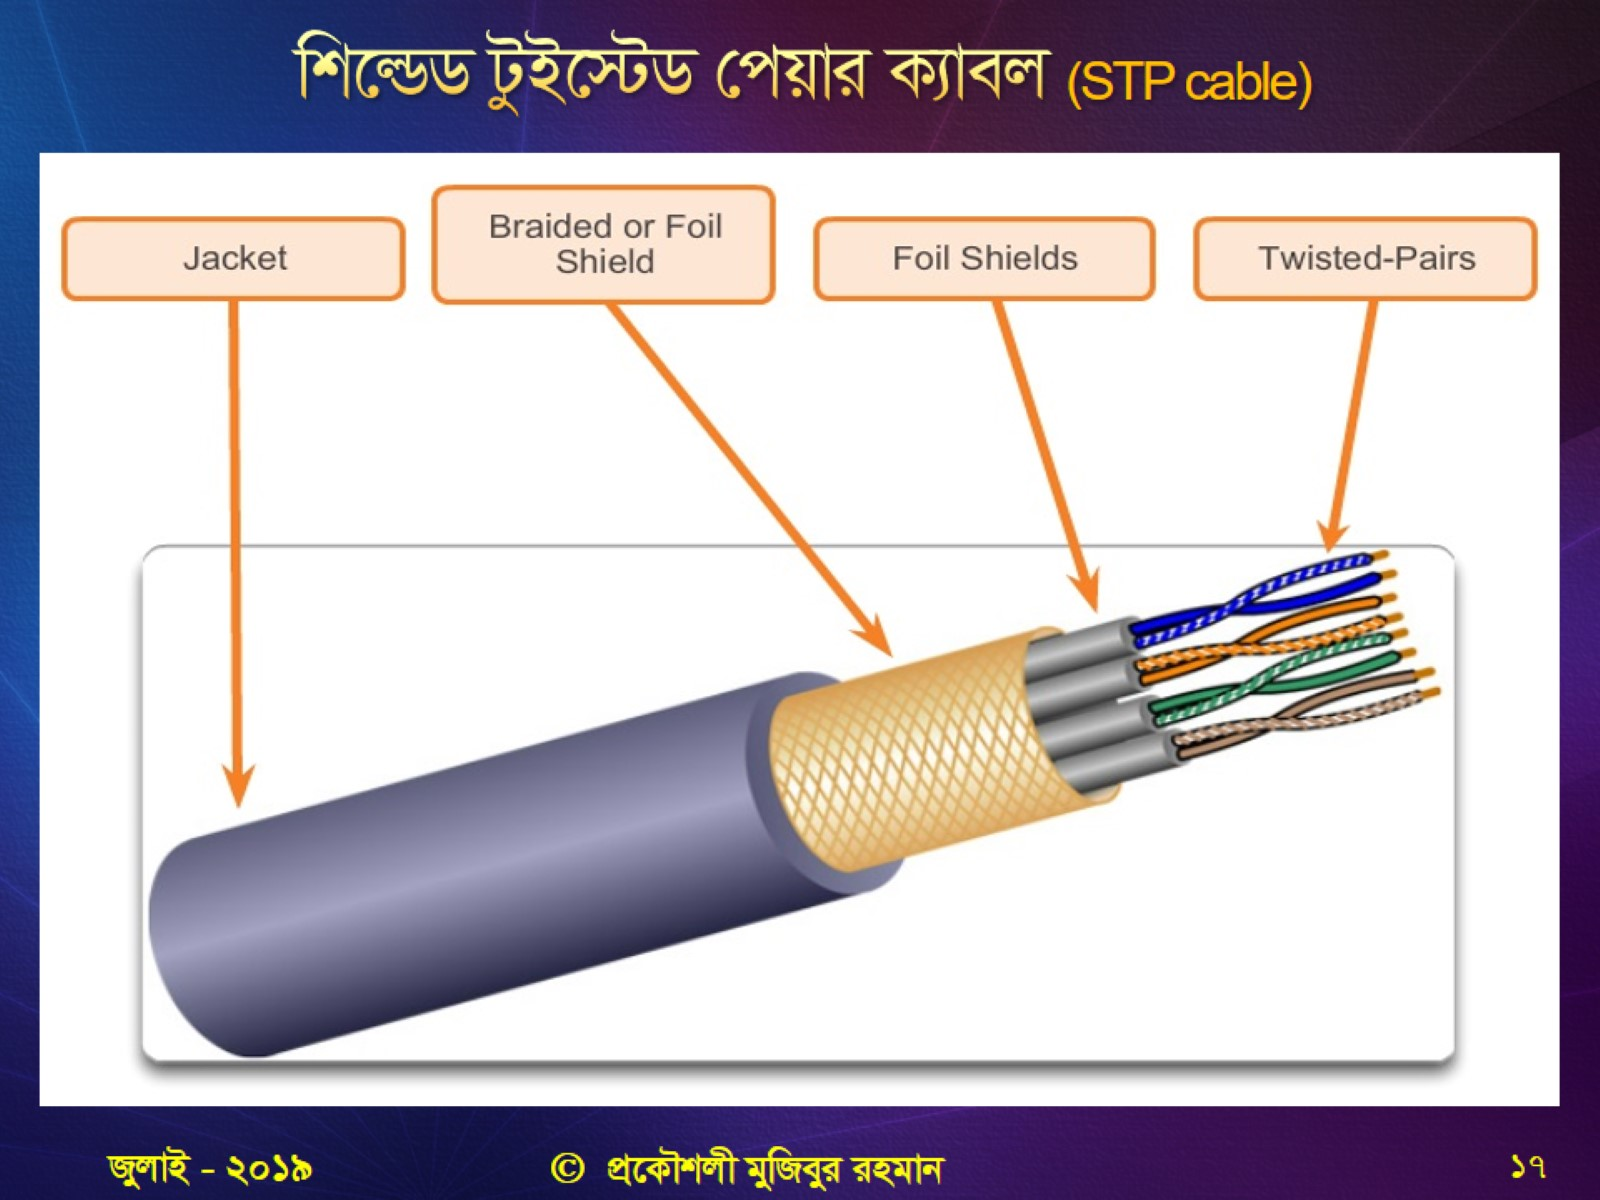 শিল্ডেড টুইস্টেড পেয়ার ক্যাবল (STP cable)
Jacket
Braided or Foil
Shield
Foil Shields
Twisted-Pairs
জুলাই - ২০১৯
© প্রকৌশলী মুজিবুর রহমান
১৭